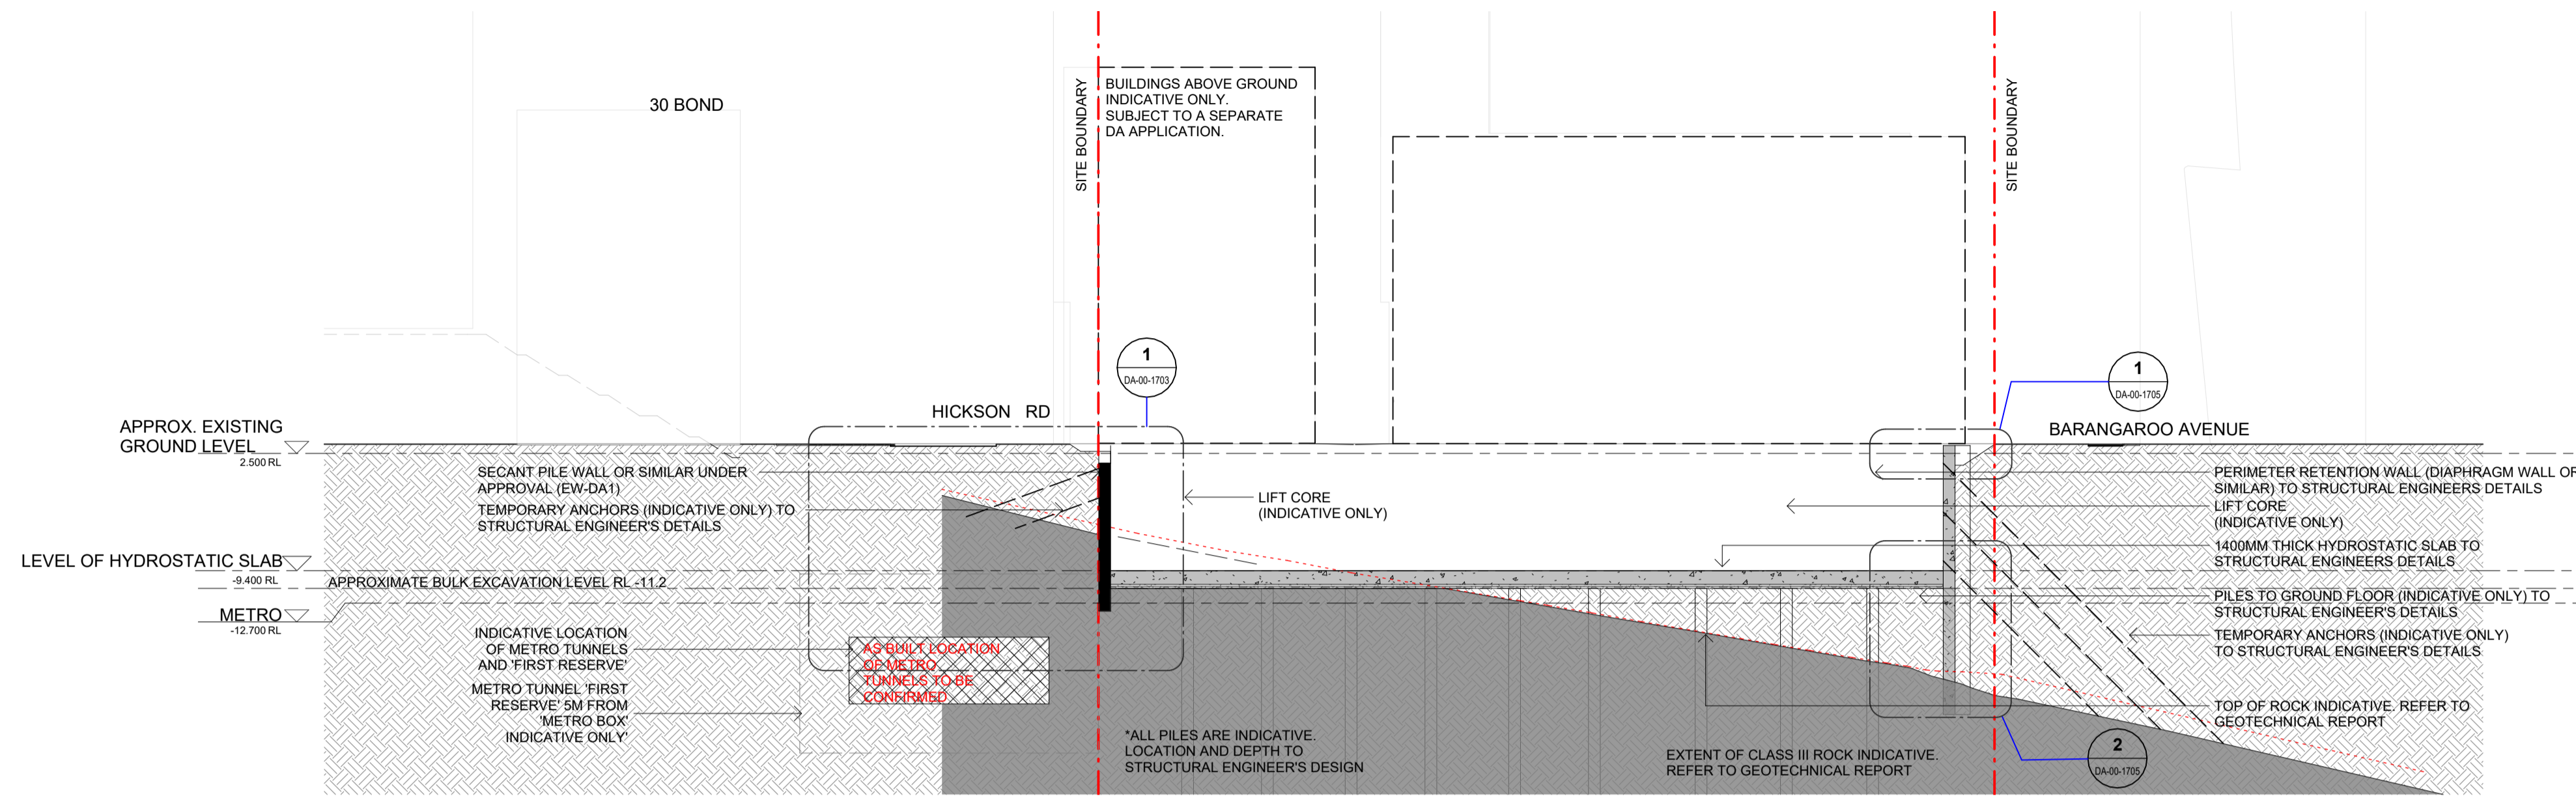 30 BOND
SITE BOUNDARY
BUILDINGS ABOVE GROUND
INDICATIVE ONLY.
SUBJECT TO A SEPARATE
DA APPLICATION.
SITE BOUNDARY
1
DA-00-1703
1
DA-00-1705
HICKSON RD
BARANGAROO AVENUE
APPROX. EXISTING
GROUND LEVEL
2.500 RL
SECANT PILE WALL OR SIMILAR UNDER
APPROVAL (EW-DA1)
TEMPORARY ANCHORS (INDICATIVE ONLY) TO
STRUCTURAL ENGINEER'S DETAILS
LIFT CORE
(INDICATIVE ONLY)
PERIMETER RETENTION WALL (DIAPHRAGM WALL OR
SIMILAR) TO STRUCTURAL ENGINEERS DETAILS
LIFT CORE
(INDICATIVE ONLY)
1400MM THICK HYDROSTATIC SLAB TO
STRUCTURAL ENGINEERS DETAILS
LEVEL OF HYDROSTATIC SLAB
-9.400 RL
APPROXIMATE BULK EXCAVATION LEVEL RL -11.2
METRO
-12.700 RL
PILES TO GROUND FLOOR (INDICATIVE ONLY) TO
STRUCTURAL ENGINEER'S DETAILS
TEMPORARY ANCHORS (INDICATIVE ONLY)
TO STRUCTURAL ENGINEER'S DETAILS
INDICATIVE LOCATION
OF METRO TUNNELS
AND 'FIRST RESERVE'
AS BUILT LOCATION
OF METRO
TUNNELS TO BE
CONFIRMED
METRO TUNNEL 'FIRST
RESERVE' 5M FROM
'METRO BOX'
INDICATIVE ONLY'
TOP OF ROCK INDICATIVE. REFER TO
GEOTECHNICAL REPORT
*ALL PILES ARE INDICATIVE.
LOCATION AND DEPTH TO
STRUCTURAL ENGINEER'S DESIGN
EXTENT OF CLASS III ROCK INDICATIVE.
REFER TO GEOTECHNICAL REPORT
2
DA-00-1705